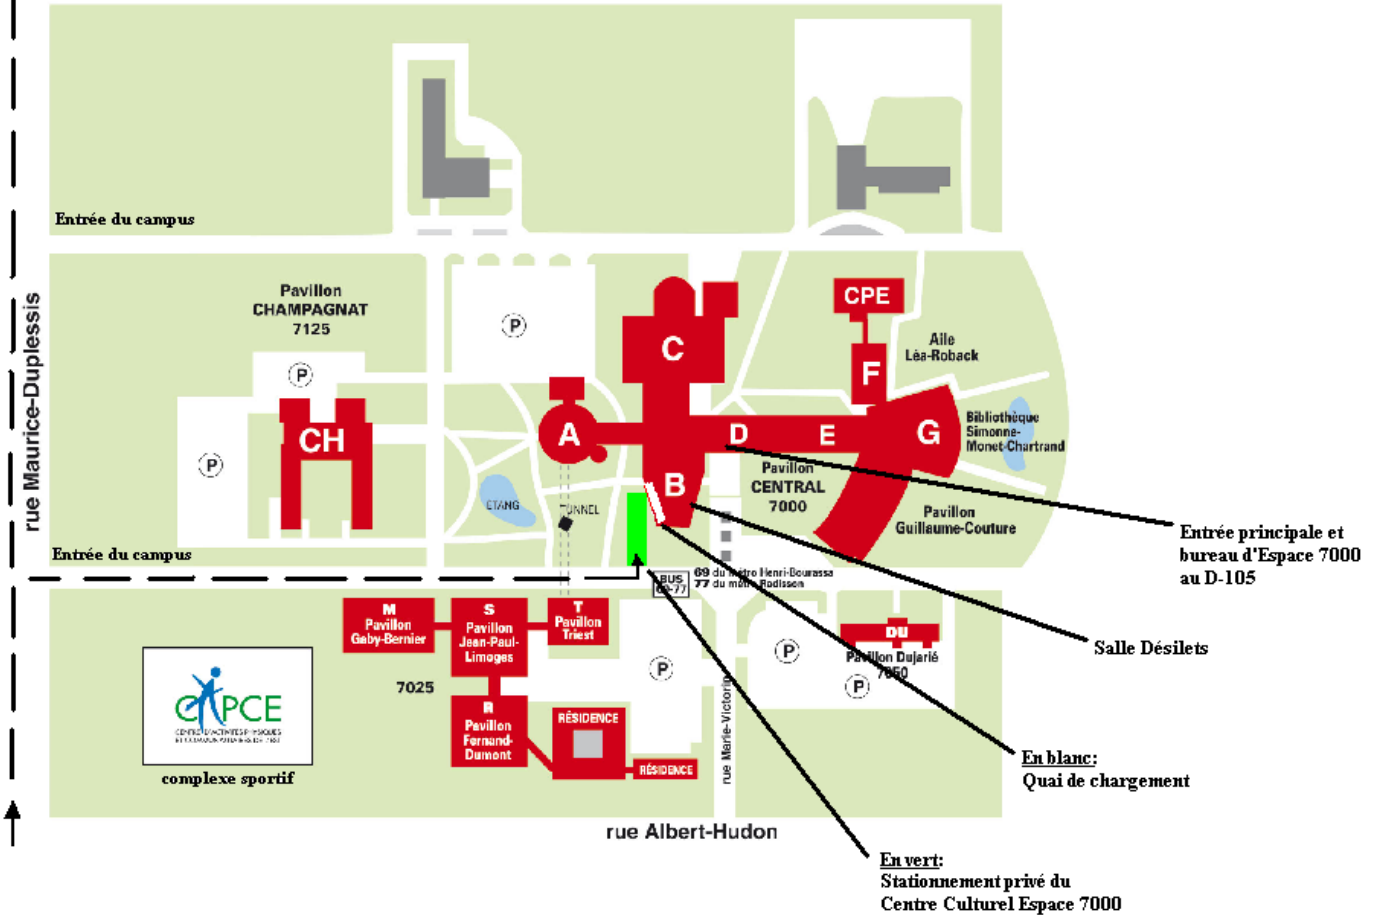 Entrée du campus
rue Maurice-Duplessis
Pavillon
CHAMPAGNAT
7125
P
P
P
CH
A
C
B
D
E
F
G
CPE
Aile
Léa-Roback
Bibliothèque
Simonne-
Monet-Chartrand
Pavillon
CENTRAL
7000
Pavillon
Guillaume-Couture
ETANG
TUNNEL
Entrée du campus
BUS
69-77
69 du métro Henri-Bourassa
77 du métro Radisson
Entrée principale et
bureau d'Espace 7000
au D-105
M
Pavillon
Gaby-Bernier
S
Pavillon
Jean-Paul-
Limoges
T
Pavillon
Triest
7025
R
Pavillon
Fernand-
Dumont
RÉSIDENCE
RÉSIDENCE
P
P
P
DU
Pavillon Dujarié
7050
rue Marie-Victorin
Salle Désilets
CAPCE
CENTRE D'ACTIVITÉS PHYSIQUES
complexe sportif
En blanc:
Quai de chargement
rue Albert-Hudon
En vert:
Stationnement privé du
Centre Culturel Espace 7000